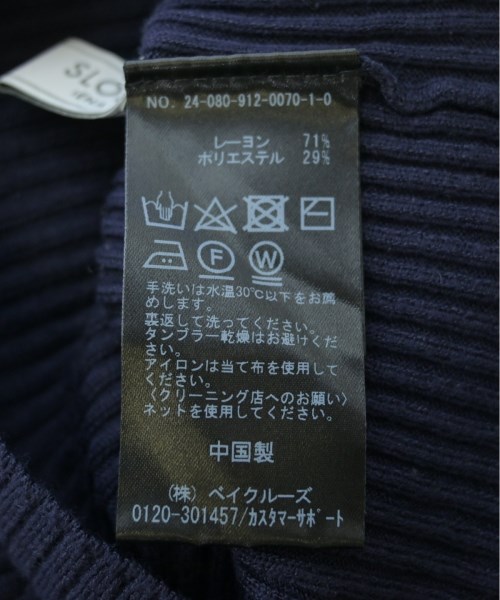 SLO
NO. 24-080-912-0070-1-0
レーヨン 71%
ポリエステル 29%
F W
手洗いは水温30℃以下をお薦
めします。
裏返して洗ってください。
タンブラー乾燥はお避けくだ
さい。
アイロンは当て布を使用して
ください。
〈クリーニング店へのお願い〉
ネットを使用してください。
中国製
(株) ベイクルーズ
0120-301457/カスタマーサポート